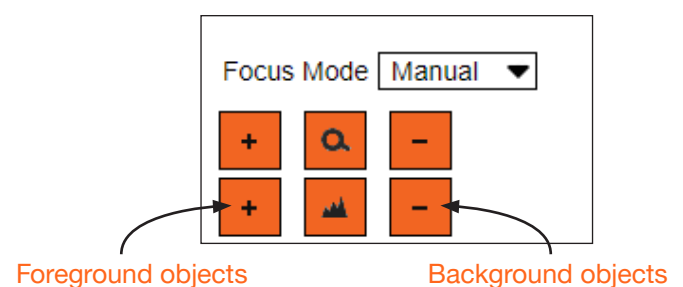 Focus Mode Manual
+ −
+ −
Foreground objects Background objects